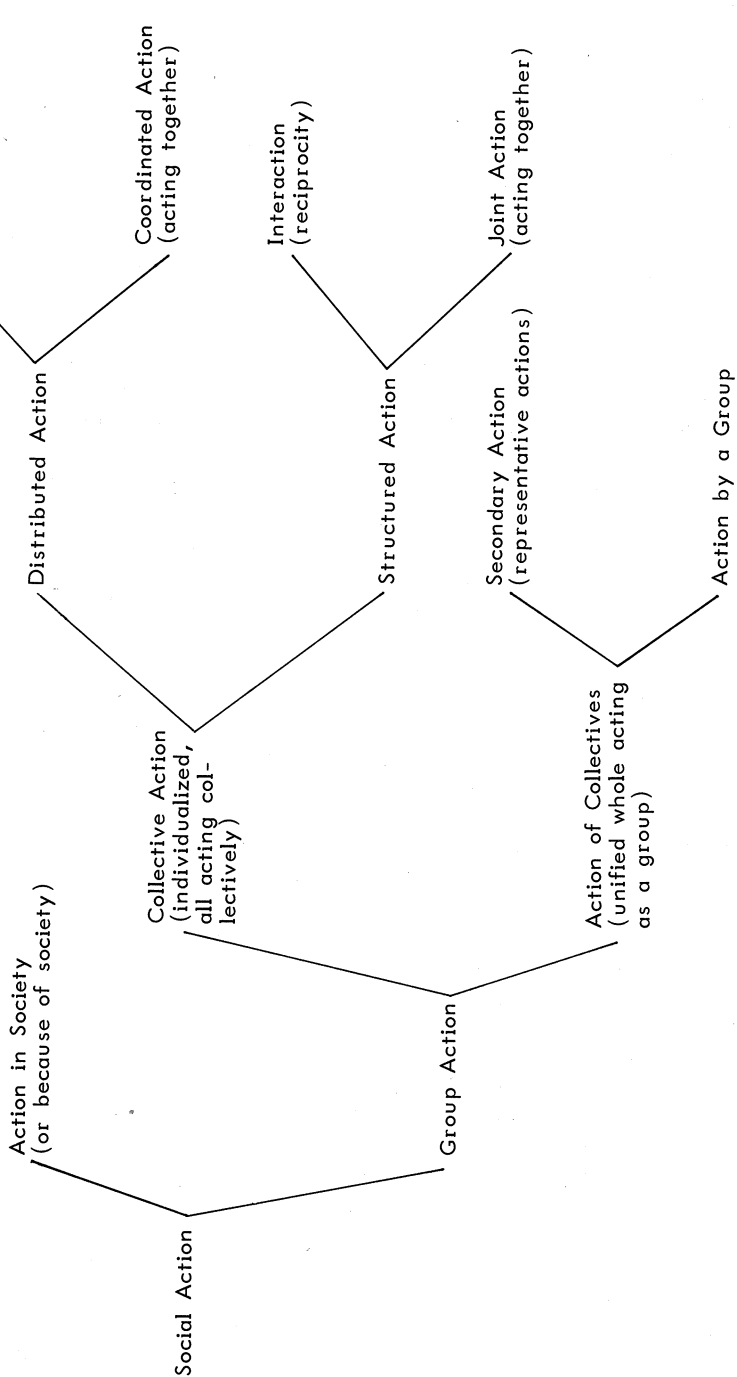 Social Action
Action in Society
(or because of society)
Group Action
Collective Action
(individualized,
all acting col-
lectively)
Action of Collectives
(unified whole acting
as a group)
Distributed Action
Structured Action
Secondary Action
(representative actions)
Action by a Group
Coordinated Action
(acting together)
Interaction
(reciprocity)
Joint Action
(acting together)